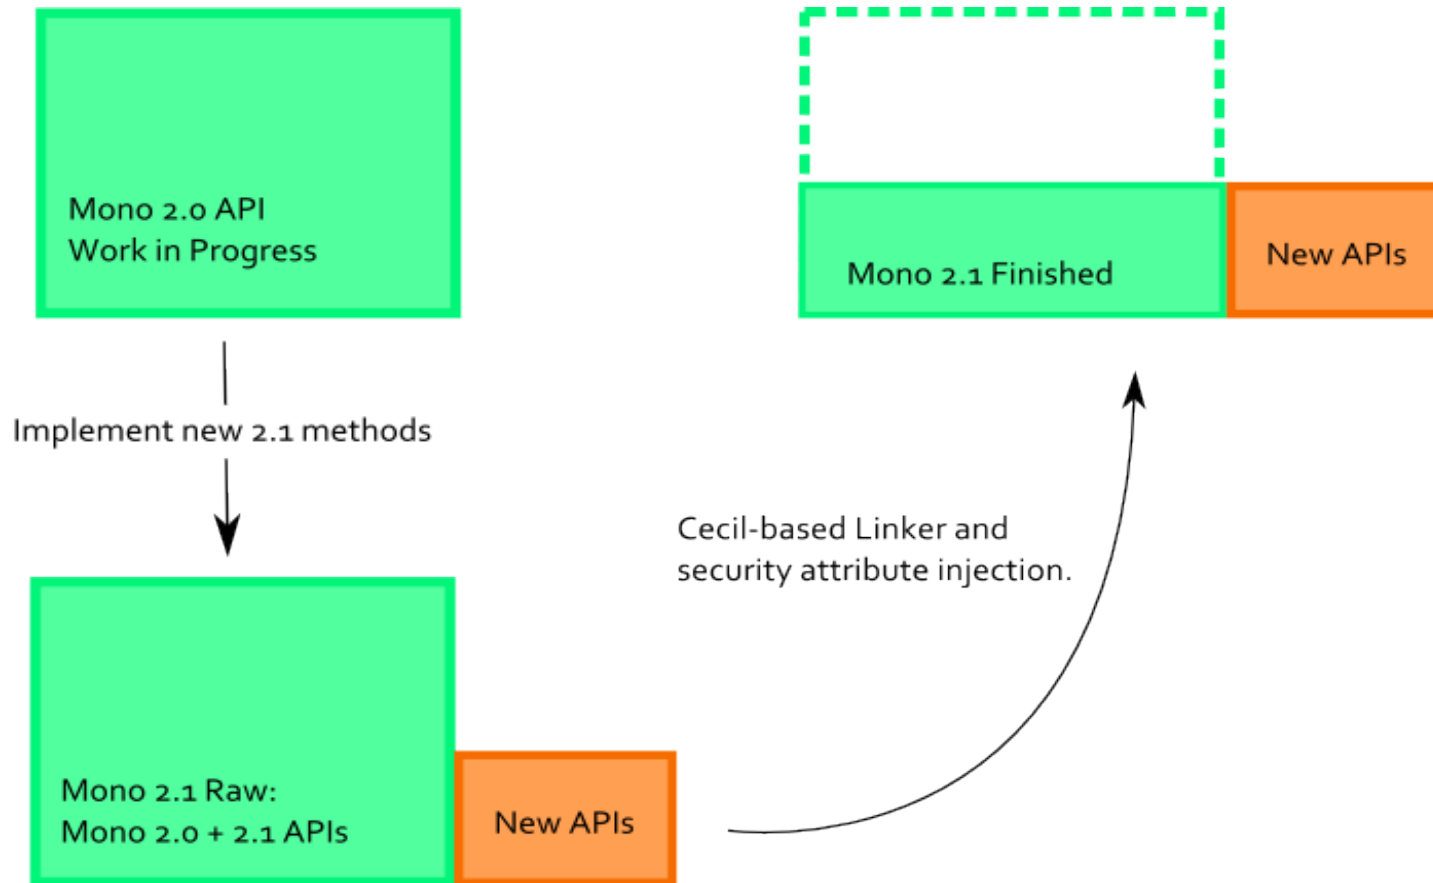 Mono 2.0 API
Work in Progress
Implement new 2.1 methods
Mono 2.1 Raw:
Mono 2.0 + 2.1 APIs
New APIs
Cecil-based Linker and
security attribute injection.
Mono 2.1 Finished
New APIs